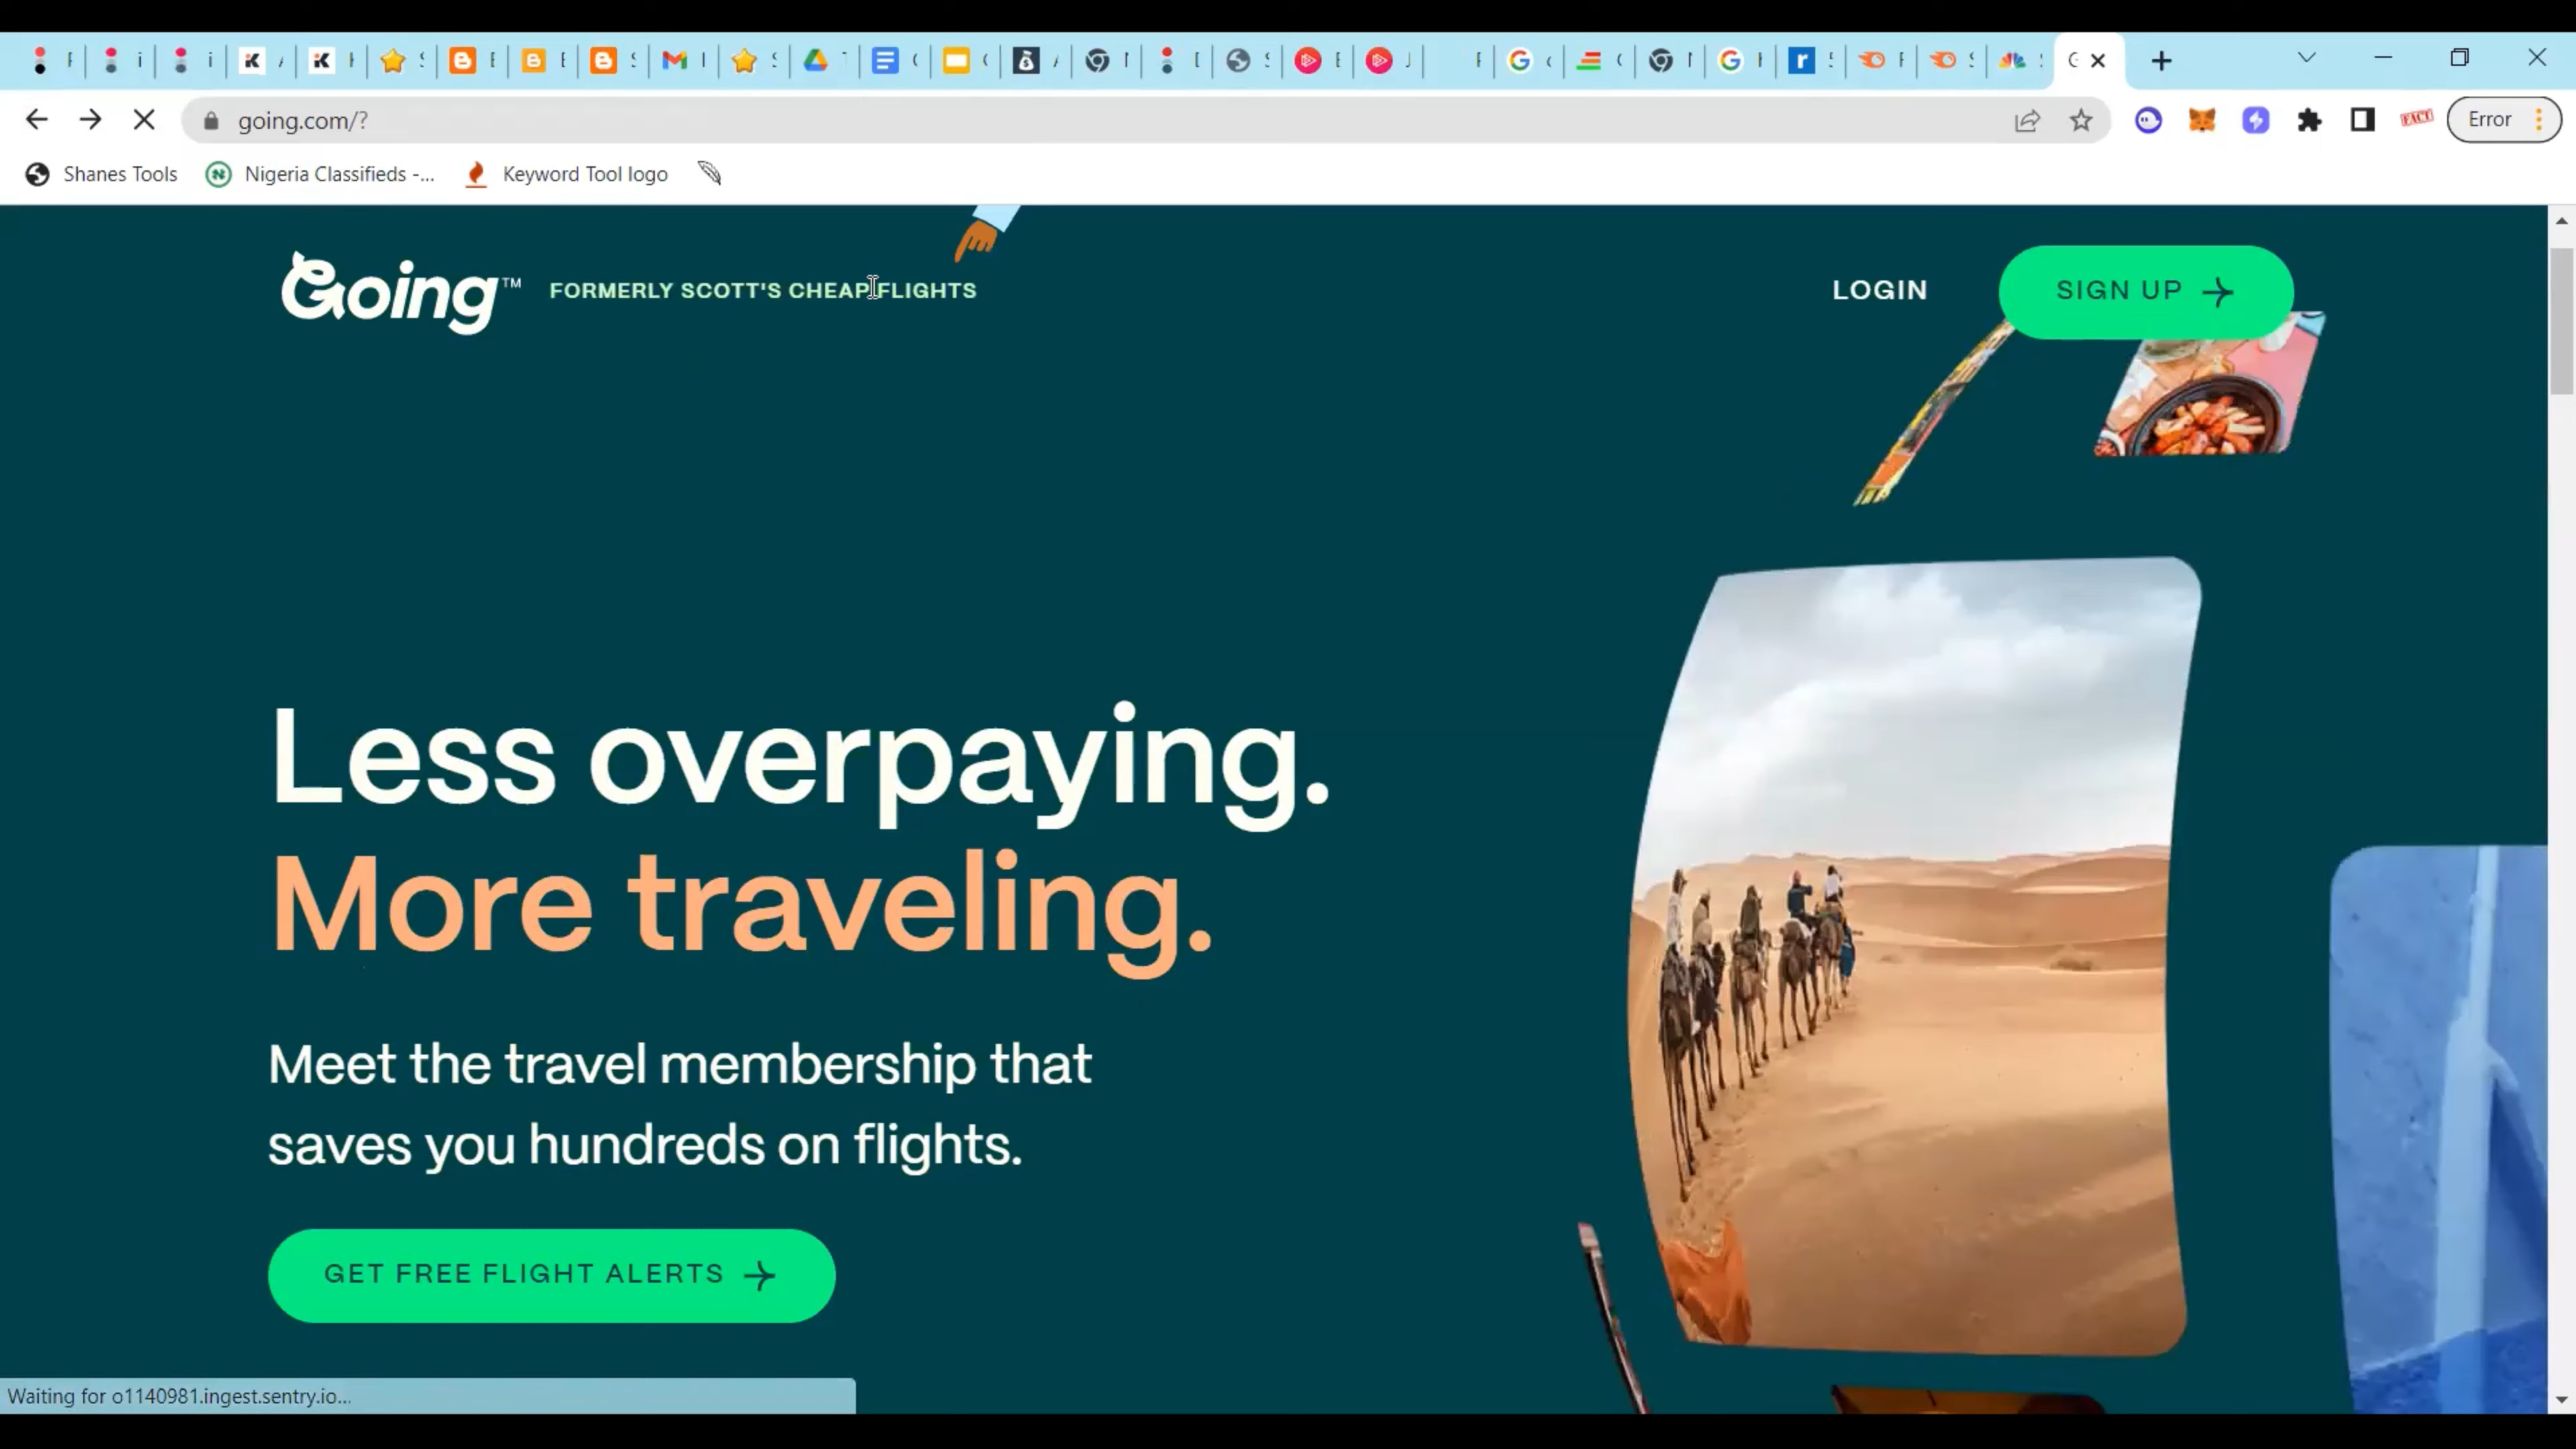 going.com/?
Error
Shanes Tools
Nigeria Classifieds -...
Keyword Tool logo
FACT
Going™
FORMERLY SCOTT'S CHEAP FLIGHTS
LOGIN
SIGN UP
Less overpaying.
More traveling.
Meet the travel membership that
saves you hundreds on flights.
GET FREE FLIGHT ALERTS
Waiting for o1140981.ingest.sentry.io...